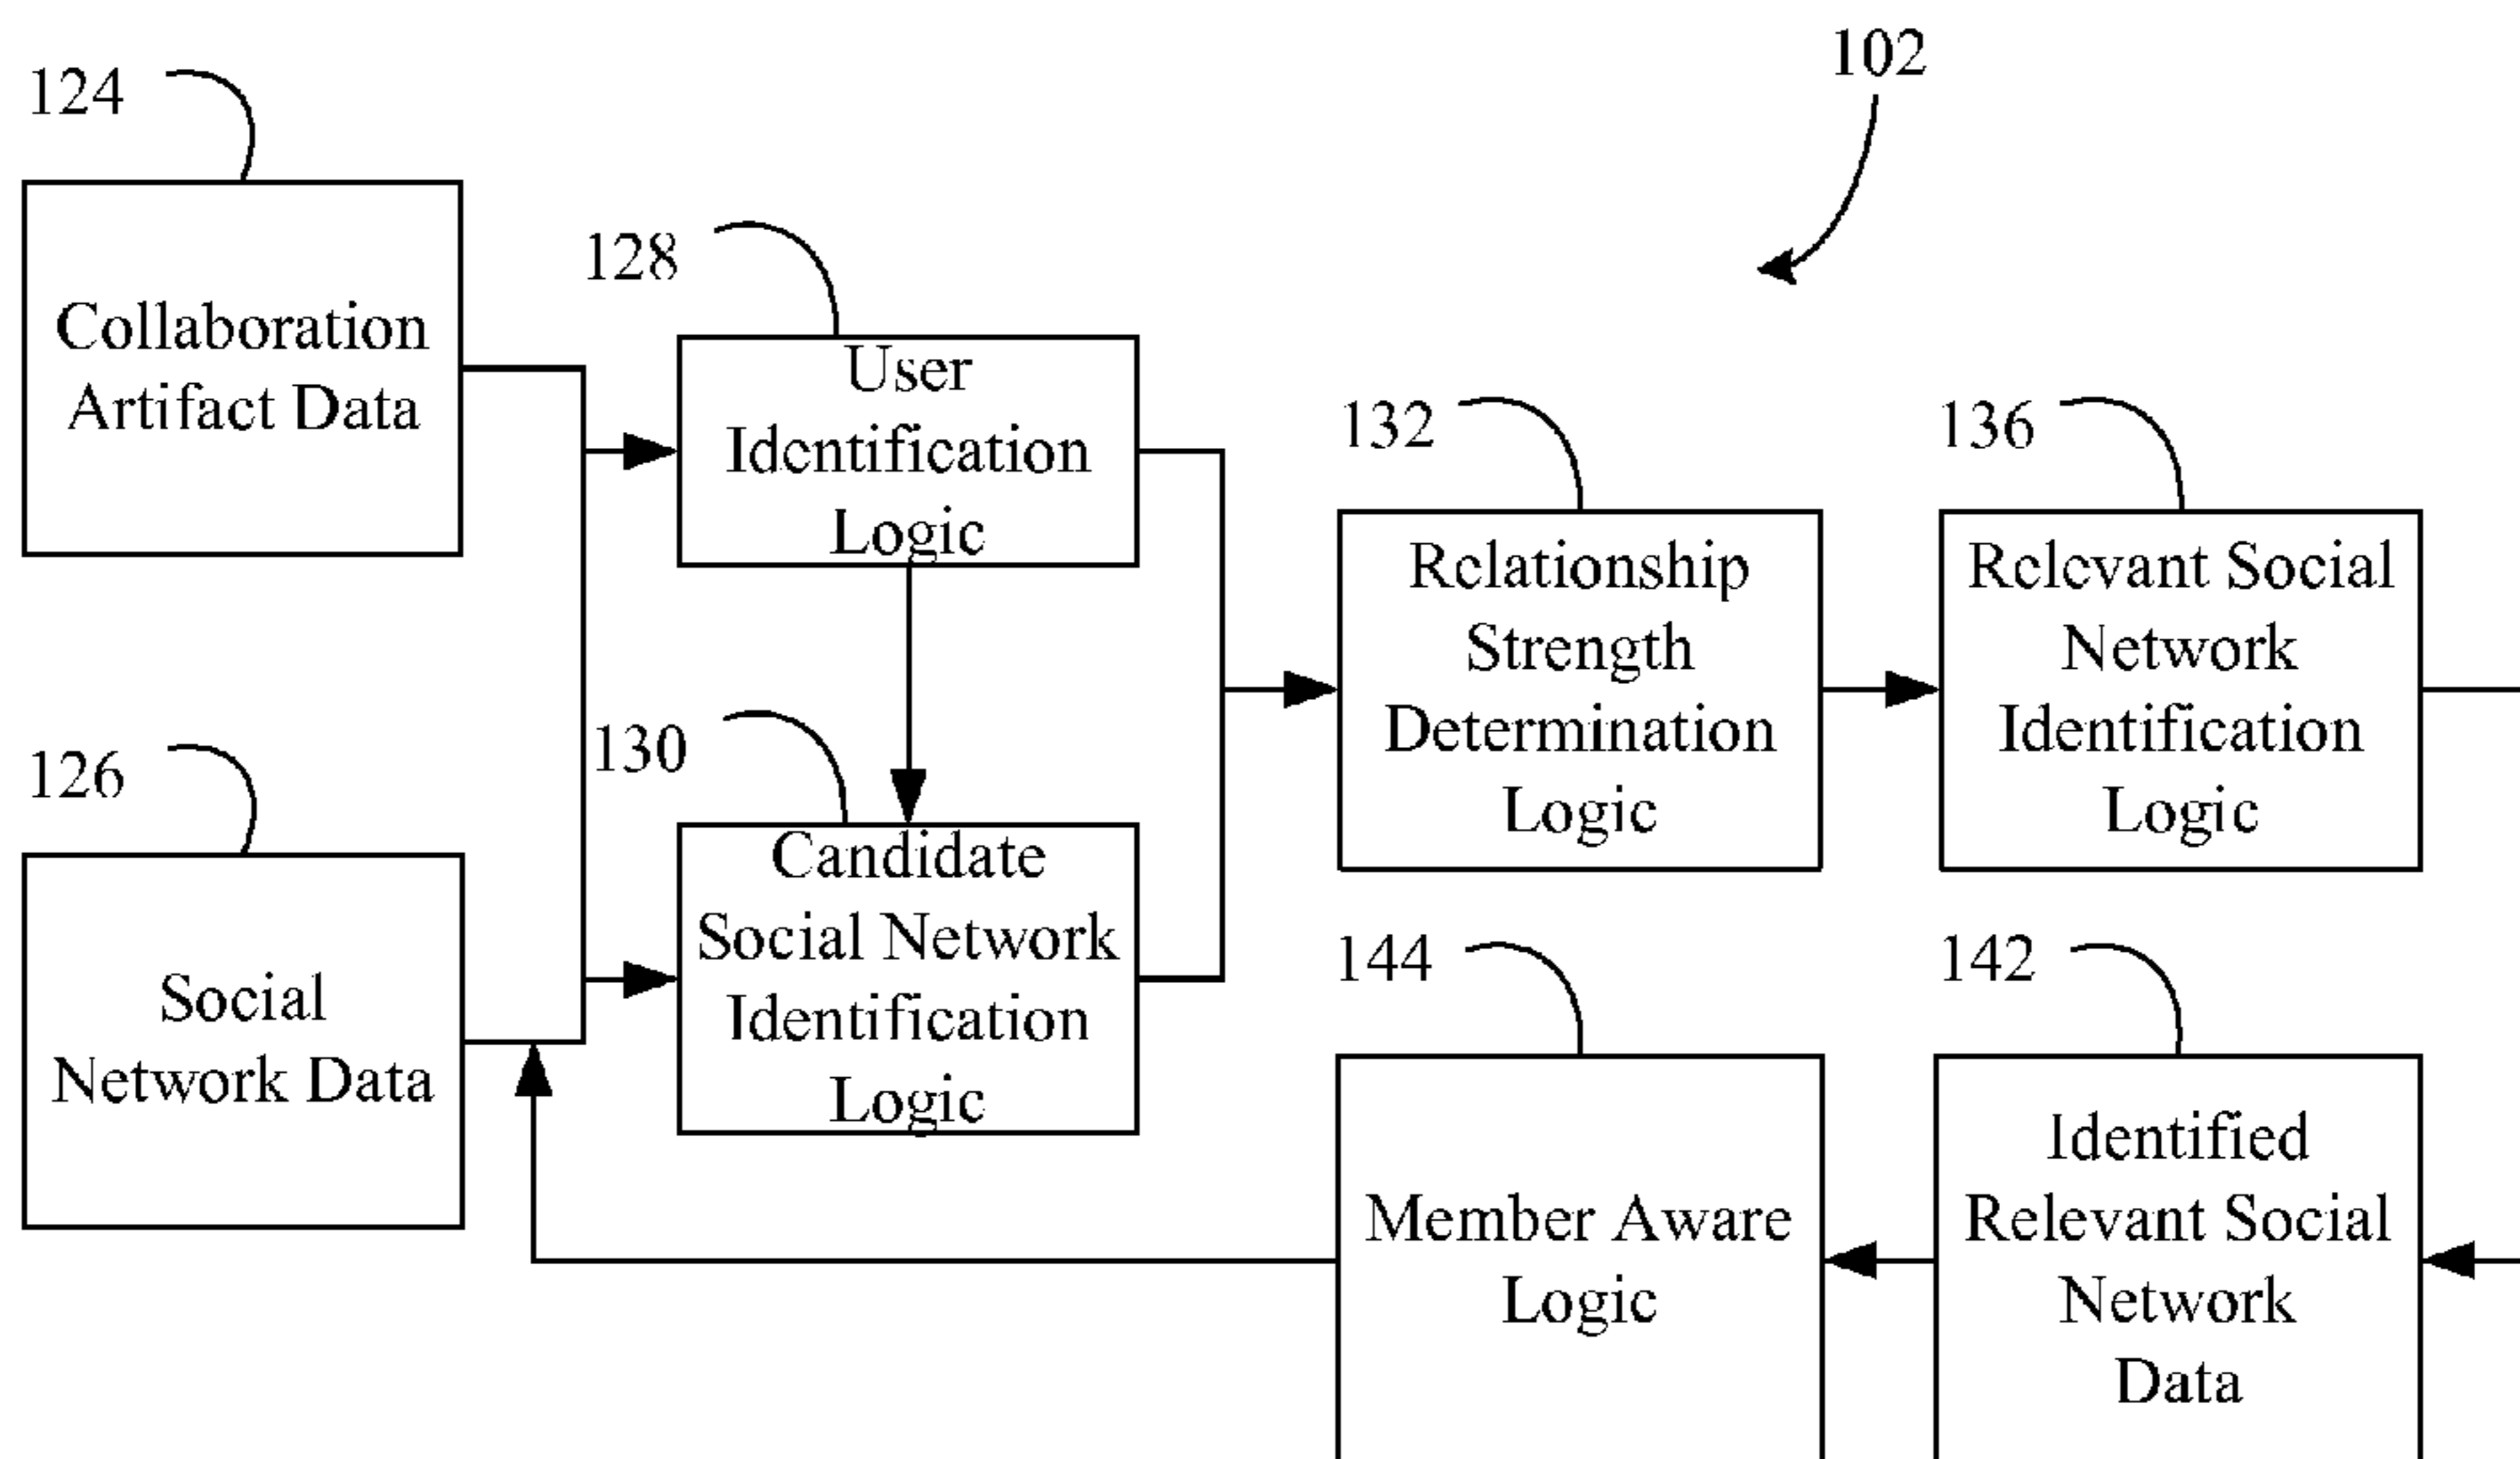 102
124
Collaboration
Artifact Data
128
User
Identification
Logic
132
Relationship
Strength
Determination
Logic
136
Relevant Social
Network
Identification
Logic
126
Social
Network Data
130
Candidate
Social Network
Identification
Logic
144
Member Aware
Logic
142
Identified
Relevant Social
Network
Data